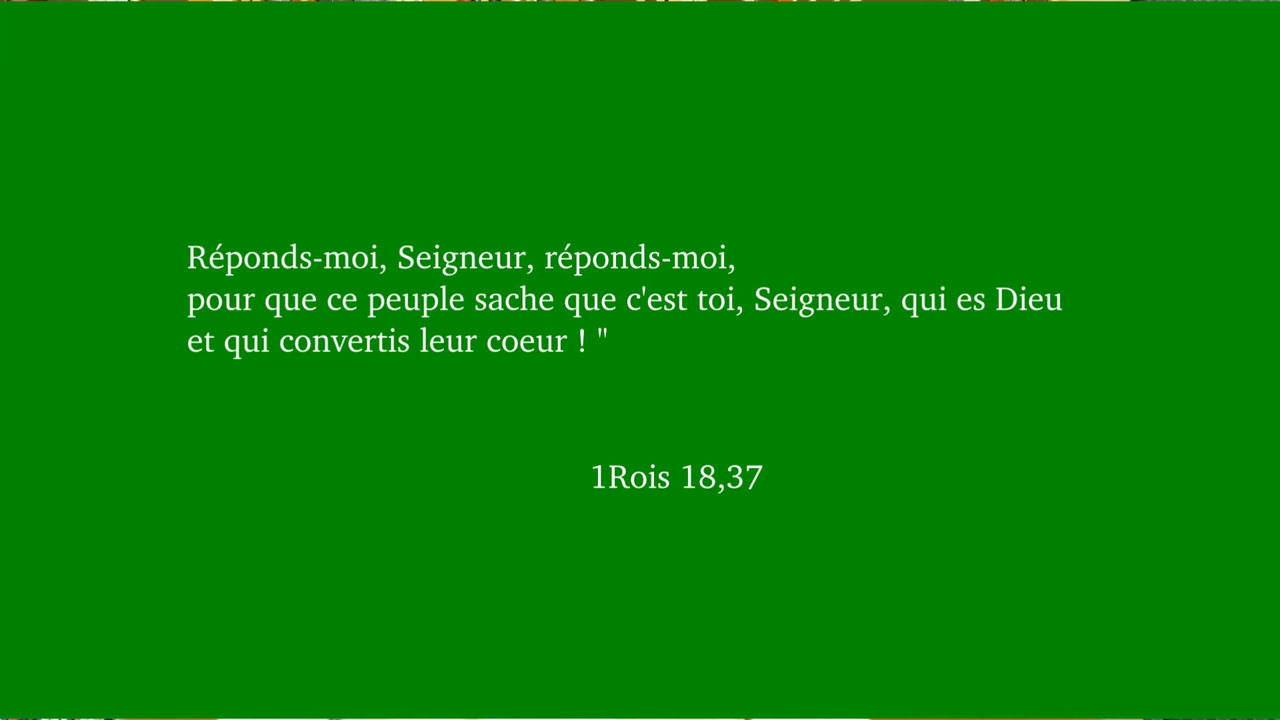 Réponds-moi, Seigneur, réponds-moi,
pour que ce peuple sache que c'est toi, Seigneur, qui es Dieu
et qui convertis leur coeur ! "
1Rois 18,37